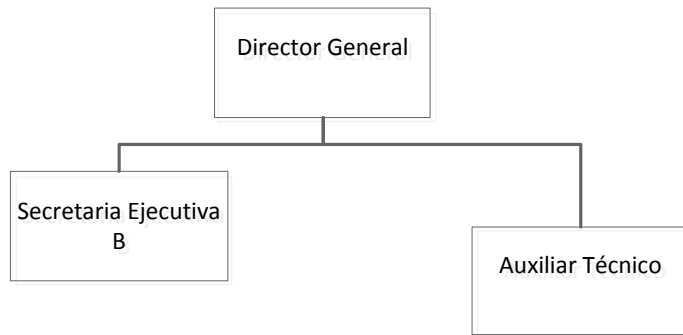 Director General
Secretaria Ejecutiva
B
Auxiliar Técnico